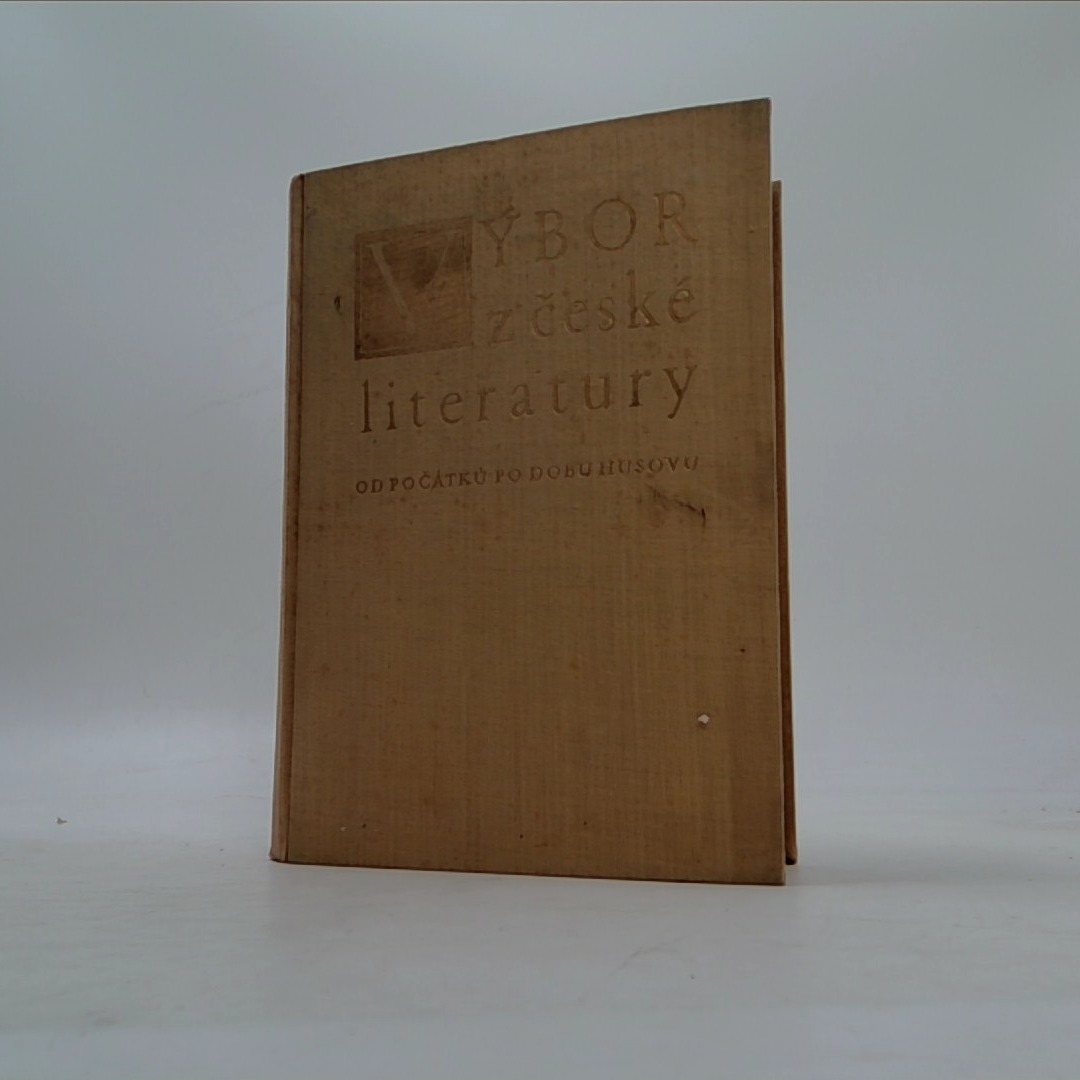 VÝBOR
z české
literatury
OD POČÁTKŮ PO DOBU HUSOVU